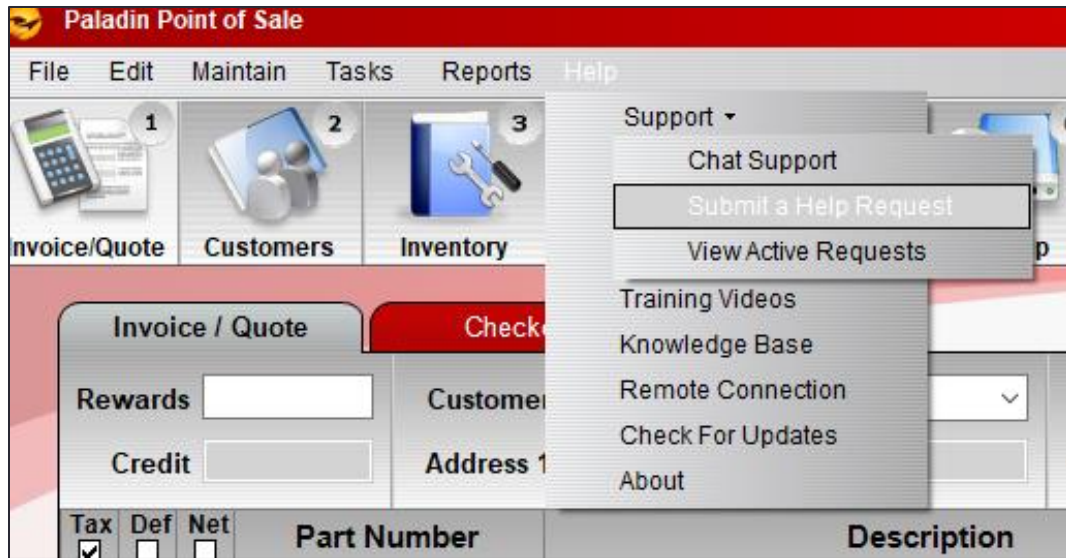 Paladin Point of Sale
File Edit Maintain Tasks Reports Help
1 2 3
Invoice/Quote Customers Inventory
Support
Chat Support
Submit a Help Request
View Active Requests
Training Videos
Knowledge Base
Remote Connection
Check For Updates
About
Invoice / Quote
Rewards
Credit Address 1
Tax Def Net Part Number Description